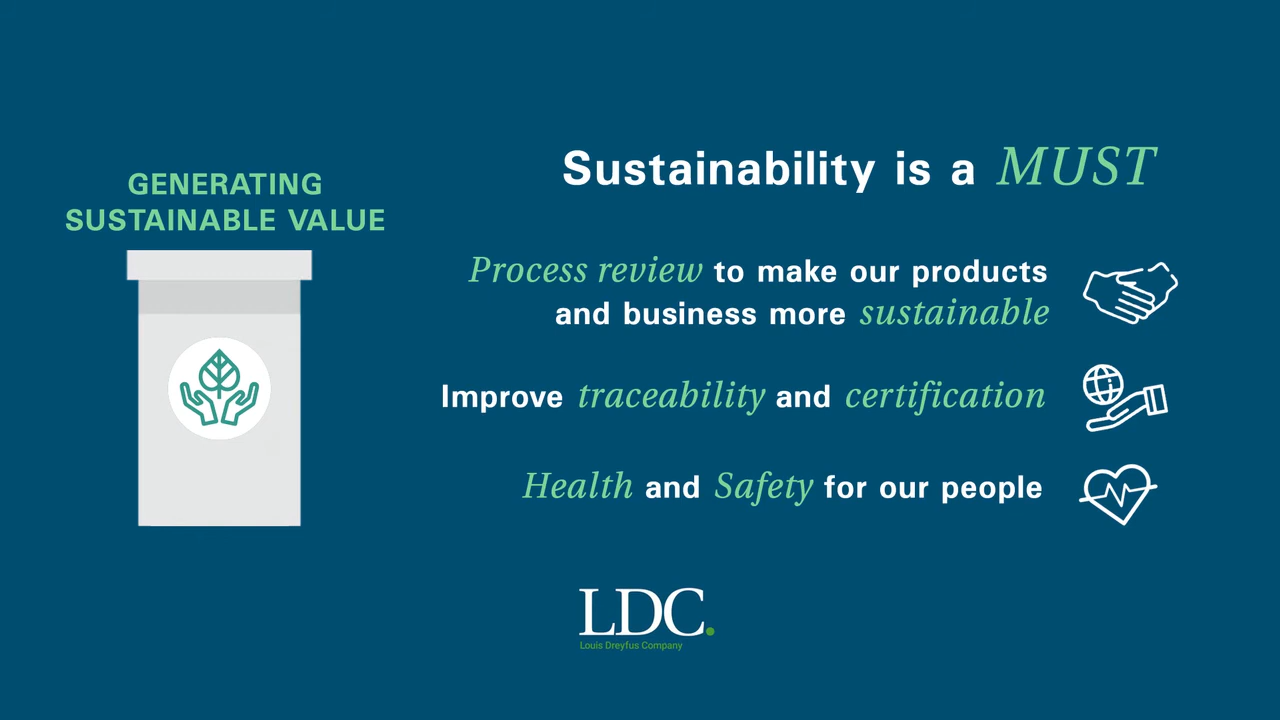 GENERATING
SUSTAINABLE VALUE
Sustainability is a MUST
Process review to make our products
and business more sustainable
Improve traceability and certification
Health and Safety for our people
LDC.
Louis Dreyfus Company